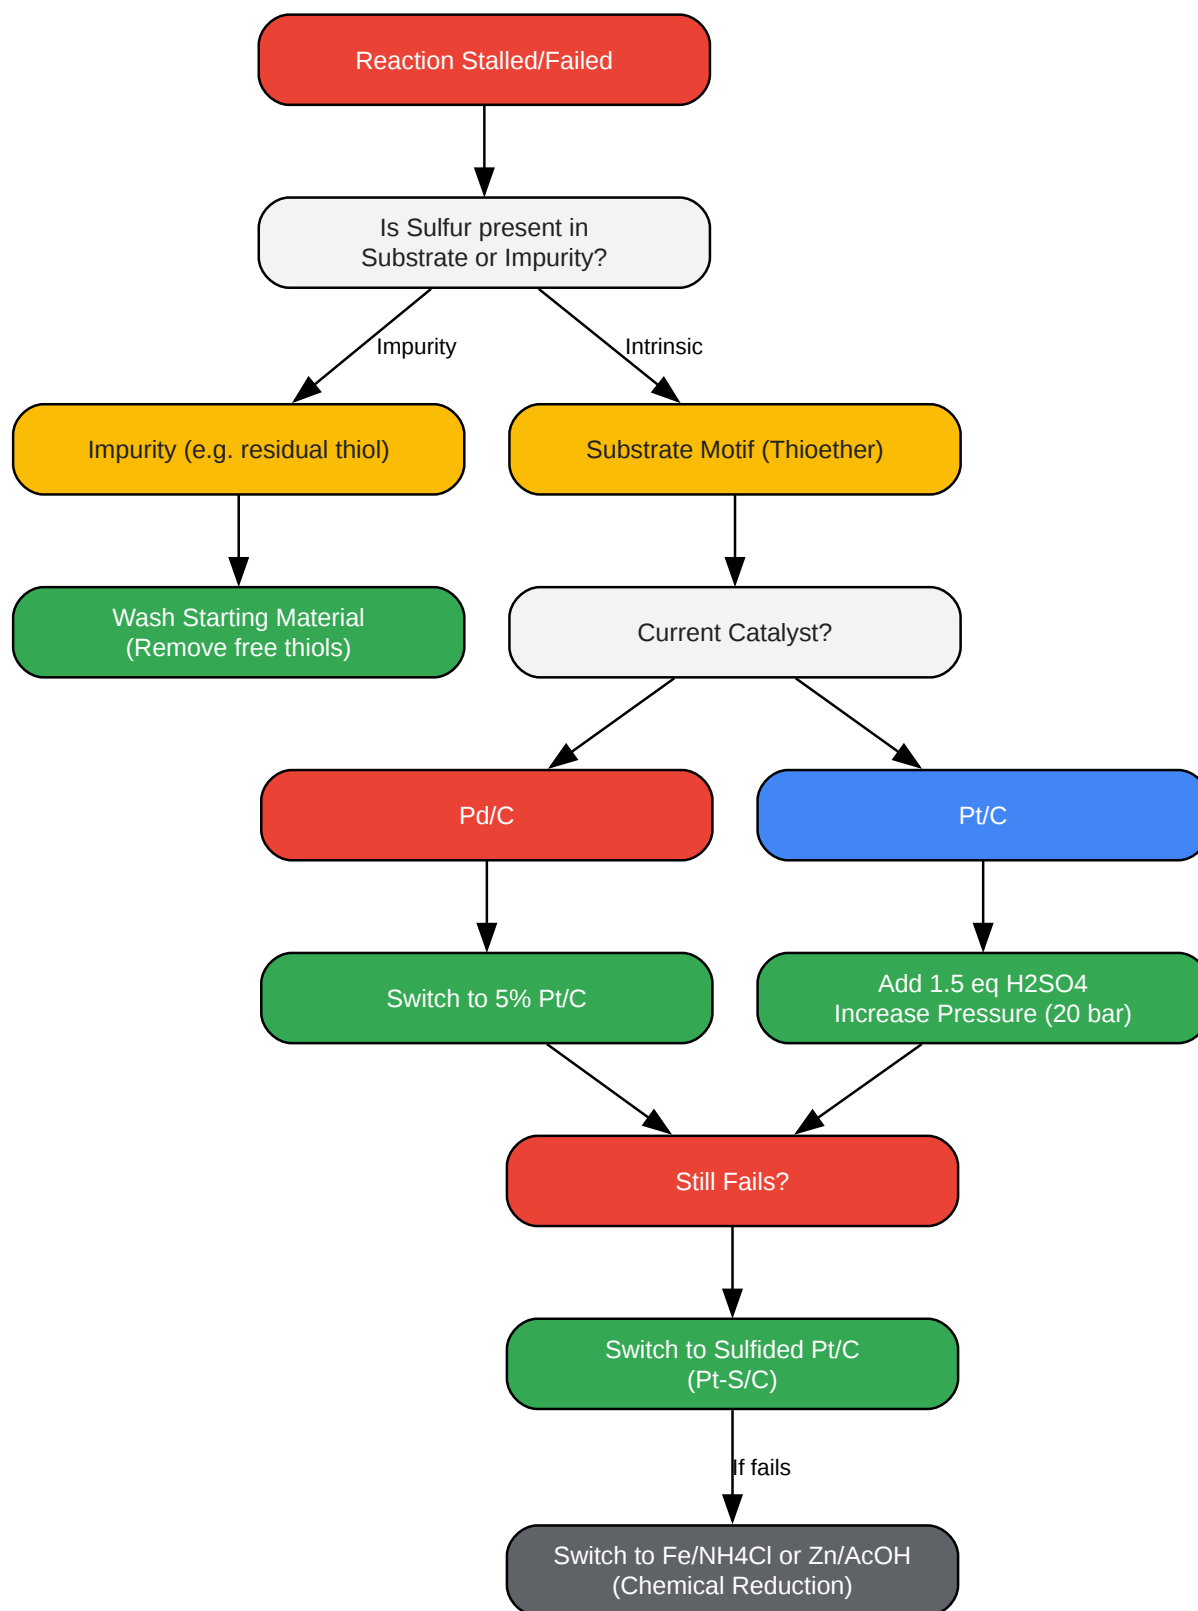 Reaction Stalled/Failed
Is Sulfur present in
Substrate or Impurity?
Impurity
Intrinsic
Impurity (e.g. residual thiol)
Substrate Motif (Thioether)
Wash Starting Material
(Remove free thiols)
Current Catalyst?
Pd/C
Pt/C
Switch to 5% Pt/C
Add 1.5 eq H2SO4
Increase Pressure (20 bar)
Still Fails?
Switch to Sulfided Pt/C
(Pt-S/C)
If fails
Switch to Fe/NH4Cl or Zn/AcOH
(Chemical Reduction)